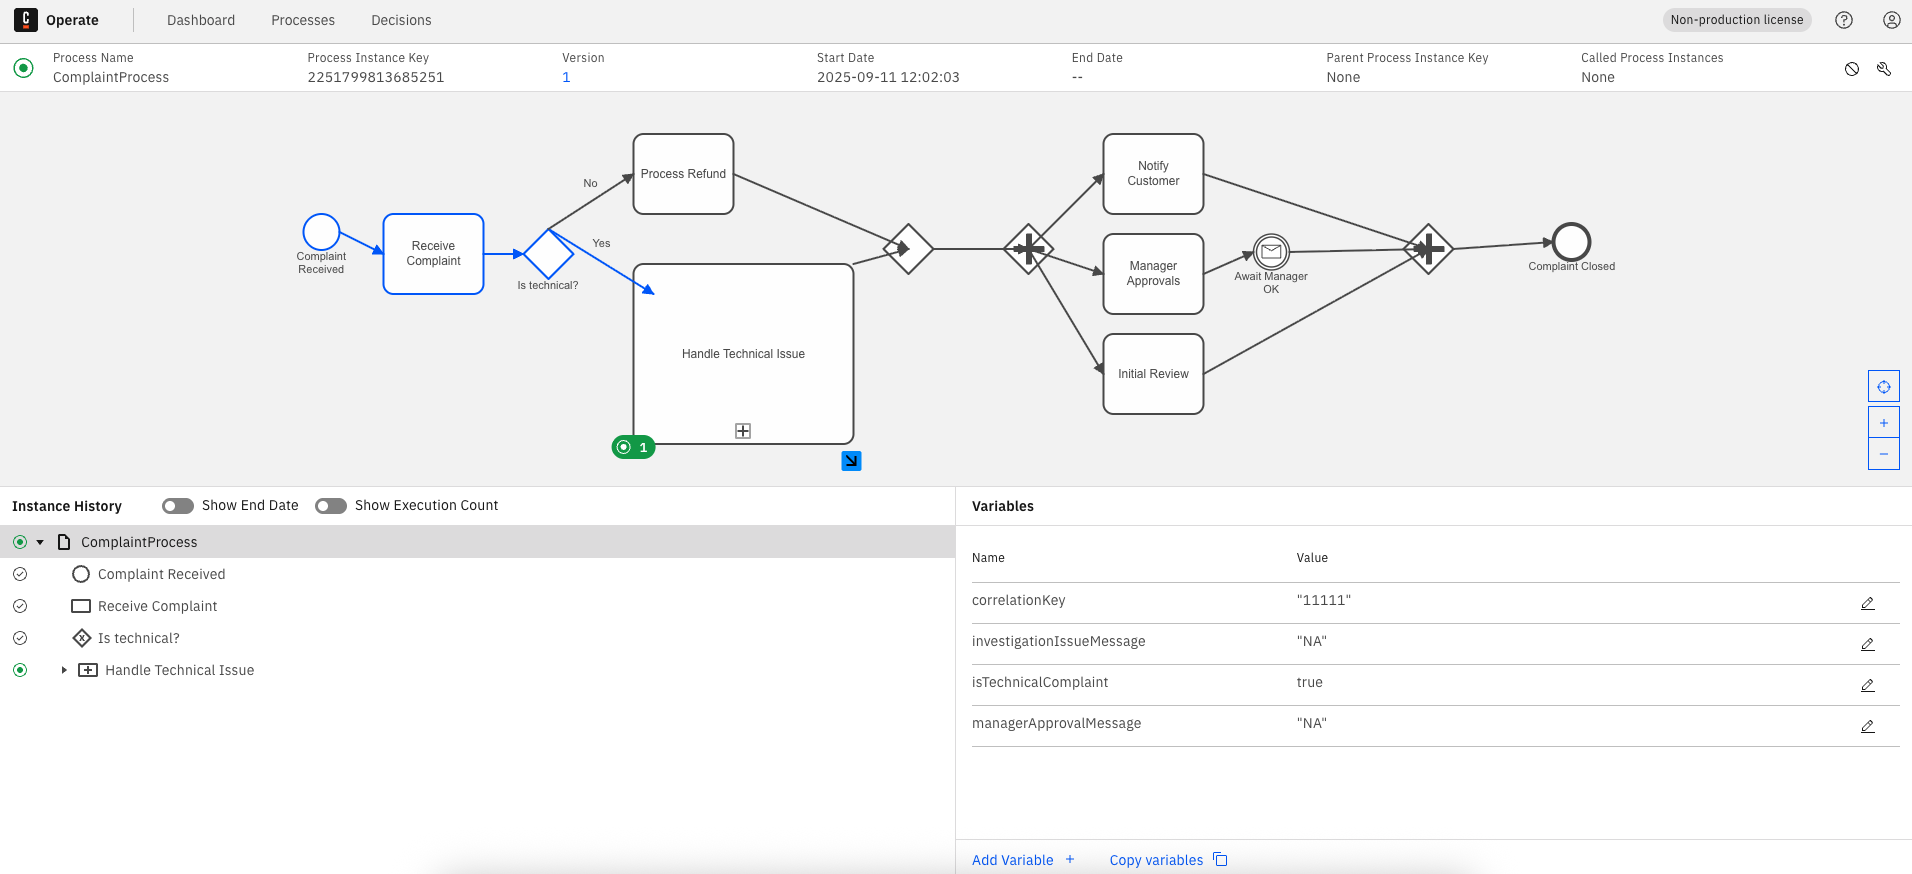 Operate
Dashboard
Processes
Decisions
Non-production license
Process Name
Process Instance Key
Version
Start Date
End Date
Parent Process Instance Key
Called Process Instances
ComplaintProcess
2251799813685251
1
2025-09-11 12:02:03
--
None
None
Complaint
Received
Receive
Complaint
Is technical?
No
Yes
Process Refund
Handle Technical Issue
1
Notify
Customer
Manager
Approvals
Await Manager
OK
Initial Review
Complaint Closed
Instance History
Show End Date
Show Execution Count
ComplaintProcess
Complaint Received
Receive Complaint
Is technical?
Handle Technical Issue
Variables
Name
Value
correlationKey
"11111"
investigationIssueMessage
"NA"
isTechnicalComplaint
true
managerApprovalMessage
"NA"
Add Variable +
Copy variables